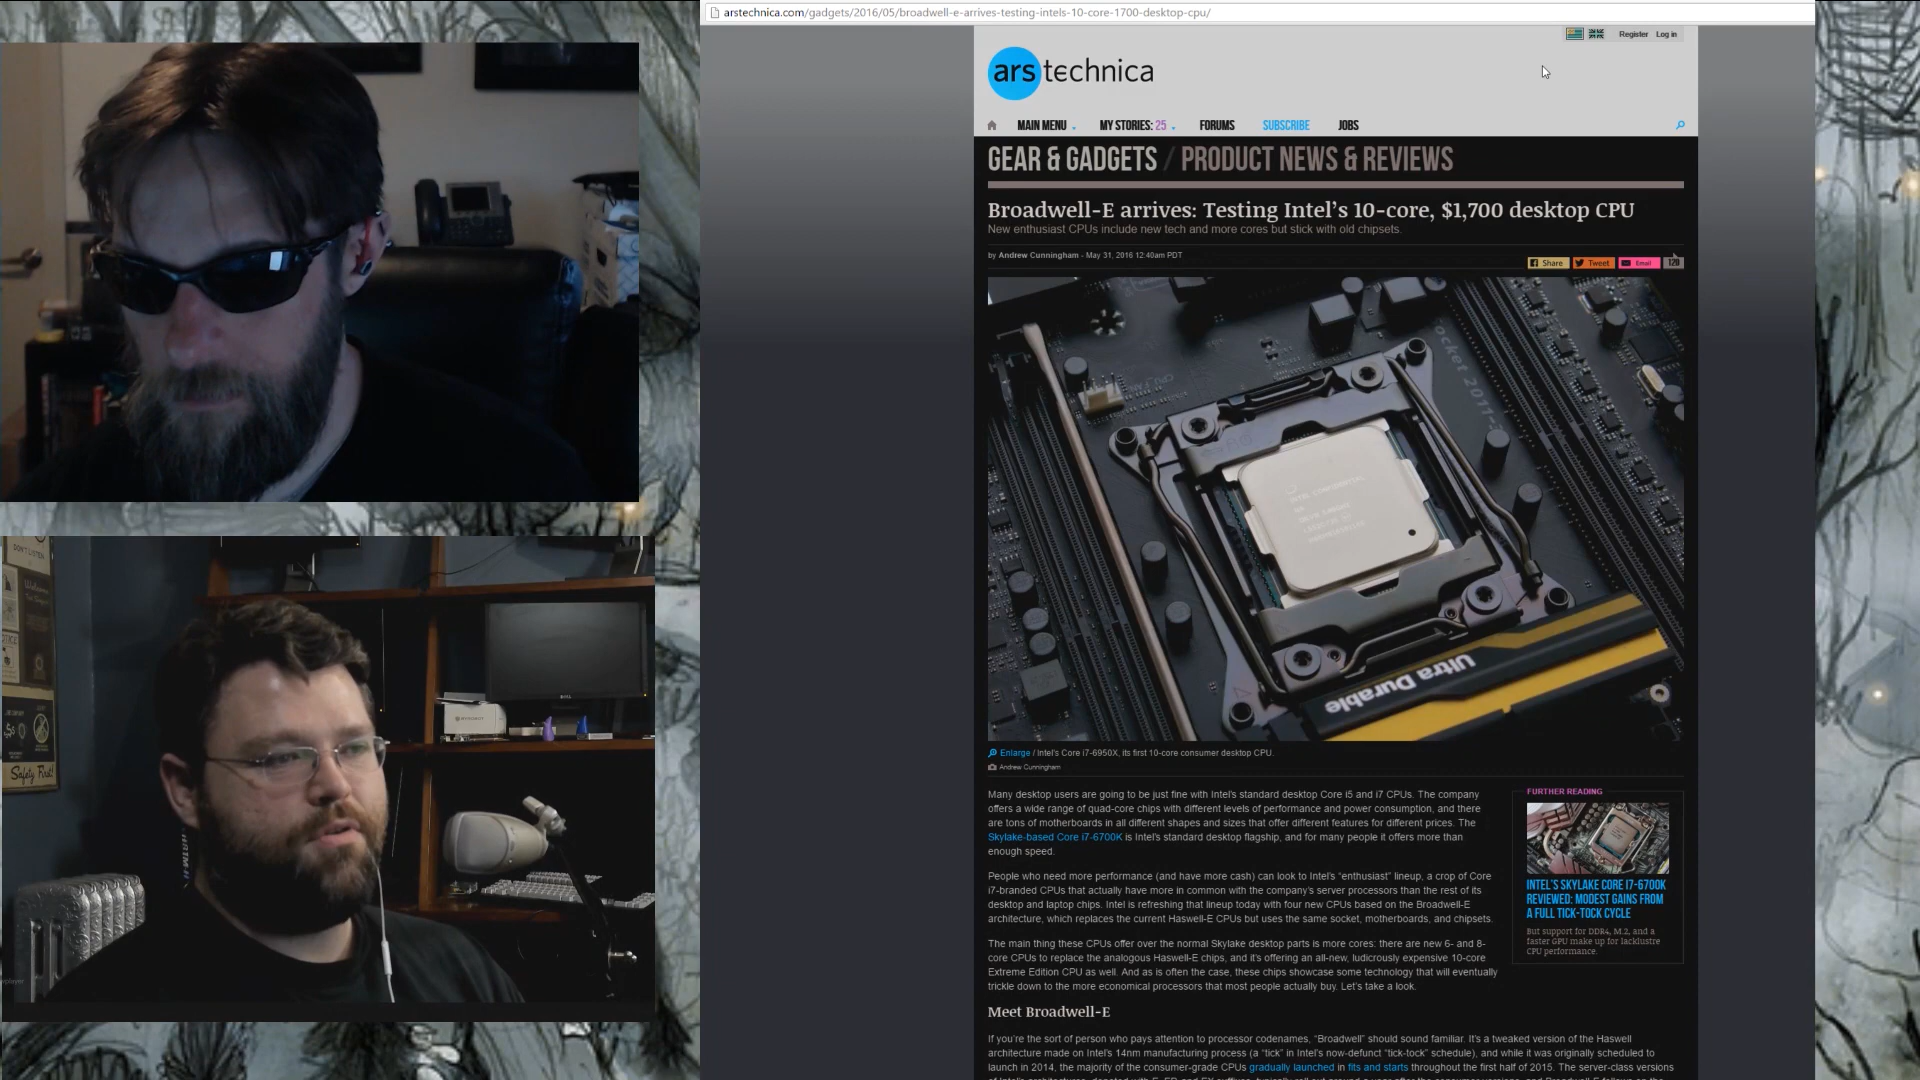 arstechnica.com/gadgets/2016/05/broadwell-e-arrives-testing-intels-10-core-1700-desktop-cpu/
Register Log in
ars technica
MAIN MENU
MY STORIES: 25
FORUMS
SUBSCRIBE
JOBS
GEAR & GADGETS / PRODUCT NEWS & REVIEWS
Broadwell-E arrives: Testing Intel's 10-core, $1,700 desktop CPU
New enthusiast CPUs include new tech and more cores but stick with old chipsets.
by Andrew Cunningham - May 31, 2016 12:40am PDT
Share
Tweet
Email
120
Socket 2011-
INTEL CONFIDENTIAL
Ultra Durable
Enlarge / Intel's Core i7-6950X, its first 10-core consumer desktop CPU.
Andrew Cunningham
Many desktop users are going to be just fine with Intel's standard desktop Core i5 and i7 CPUs. The company
offers a wide range of quad-core chips with different levels of performance and power consumption, and there
are tons of motherboards in all different shapes and sizes that offer different features for different prices. The
Skylake-based Core i7-6700K is Intel's standard desktop flagship, and for many people it offers more than
enough speed.
People who need more performance (and have more cash) can look to Intel's "enthusiast" lineup, a crop of Core
i7-branded CPUs that actually have more in common with the company's server processors than the rest of its
desktop and laptop chips. Intel is refreshing that lineup today with four new CPUs based on the Broadwell-E
architecture, which replaces the current Haswell-E CPUs but uses the same socket, motherboards, and chipsets.
The main thing these CPUs offer over the normal Skylake desktop parts is more cores: there are new 6- and 8-
core CPUs to replace the analogous Haswell-E chips, and it's offering an all-new, ludicrously expensive 10-core
Extreme Edition CPU as well. And as is often the case, these chips showcase some technology that will eventually
trickle down to the more economical processors that most people actually buy. Let's take a look.
FURTHER READING
INTEL'S SKYLAKE CORE I7-6700K
REVIEWED: MODEST GAINS FROM
A FULL TICK-TOCK CYCLE
But support for DDR4, M.2, and a
faster GPU make up for lacklustre
CPU performance.
Meet Broadwell-E
If you're the sort of person who pays attention to processor codenames, "Broadwell" should sound familiar. It's a tweaked version of the Haswell
architecture made on Intel's 14nm manufacturing process (a "tick" in Intel's now-defunct "tick-tock" schedule), and while it was originally scheduled to
launch in 2014, the majority of the consumer-grade CPUs gradually launched in fits and starts throughout the first half of 2015. The server-class versions
DON'T LISTEN
Safety First!
BENQ